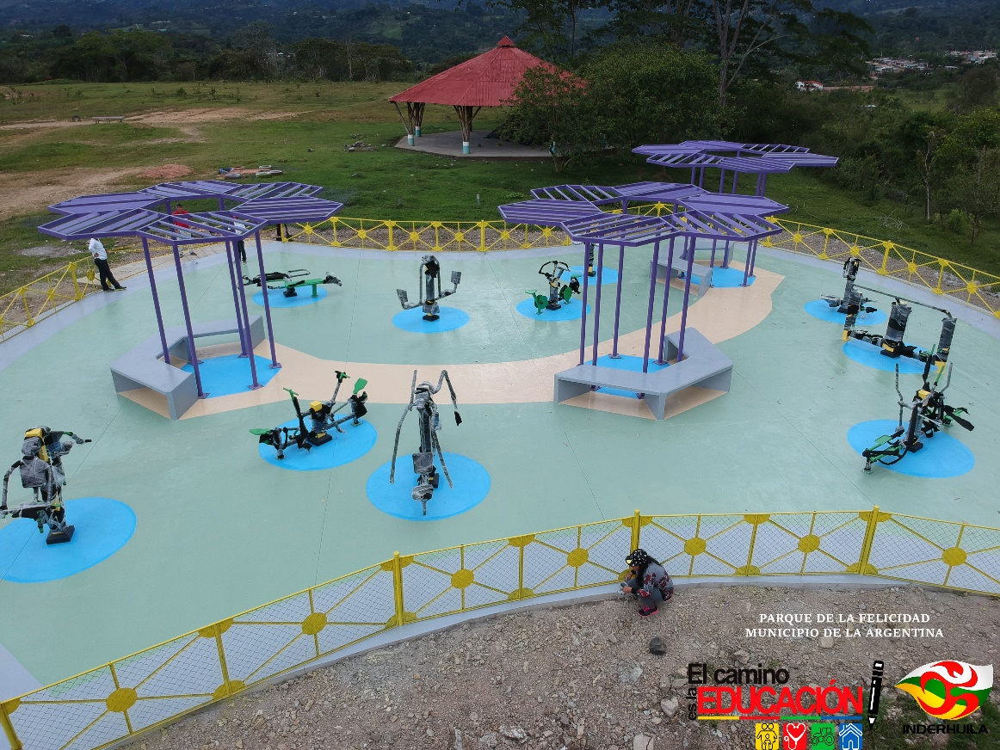 PARQUE DE LA FELICIDAD
MUNICIPIO DE LA ARGENTINA
El camino
es la EDUCACIÓN
INDERHUILA